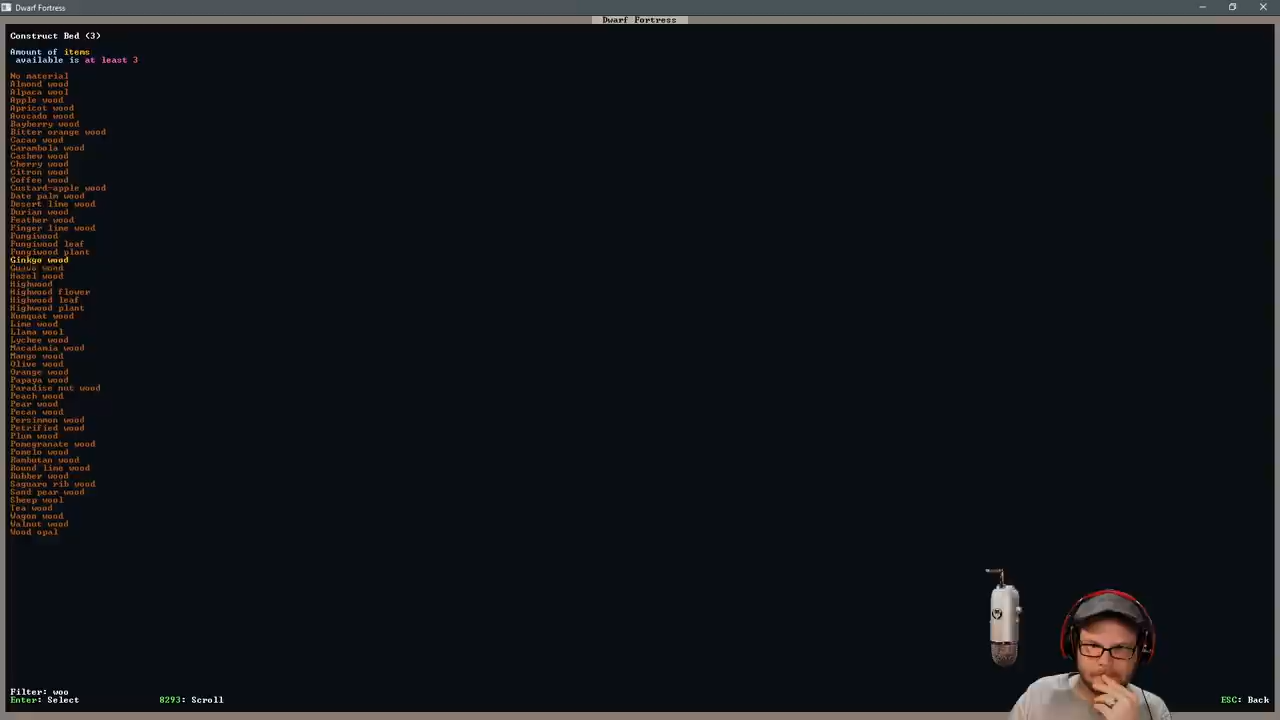 Dwarf Fortress
Dwarf Fortress
Construct Bed (3)
Amount of items
available is at least 3
No material
Almond wood
Alpaca wool
Apple wood
Apricot wood
Avocado wood
Bayberry wood
Bitter orange wood
Cacao wood
Carambola wood
Cashew wood
Cherry wood
Citron wood
Coffee wood
Custard-apple wood
Date palm wood
Desert lime wood
Durian wood
Feather wood
Finger lime wood
Fungiwood
Fungiwood leaf
Fungiwood plant
Ginkgo wood
Guava wood
Hazel wood
Highwood
Highwood flower
Highwood leaf
Highwood plant
Kumquat wood
Lime wood
Llama wool
Lychee wood
Macadamia wood
Mango wood
Olive wood
Orange wood
Papaya wood
Paradise nut wood
Peach wood
Pear wood
Pecan wood
Persimmon wood
Petrified wood
Plum wood
Pomegranate wood
Pomelo wood
Rambutan wood
Round lime wood
Rubber wood
Saguaro rib wood
Sand pear wood
Sheep wool
Tea wood
Wagon wood
Walnut wood
Wood opal
Filter: woo
Enter: Select 8293: Scroll ESC: Back